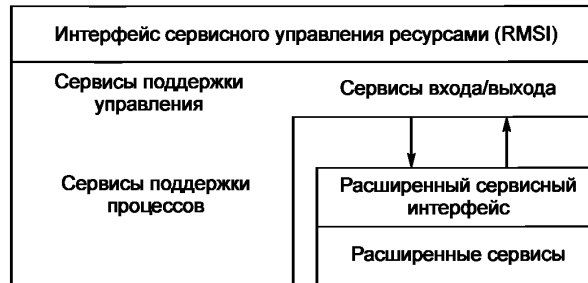 Интерфейс сервисного управления ресурсами (RMSI)
Сервисы поддержки
управления
Сервисы входа/выхода
Сервисы поддержки
процессов
Расширенный сервисный
интерфейс
Расширенные сервисы